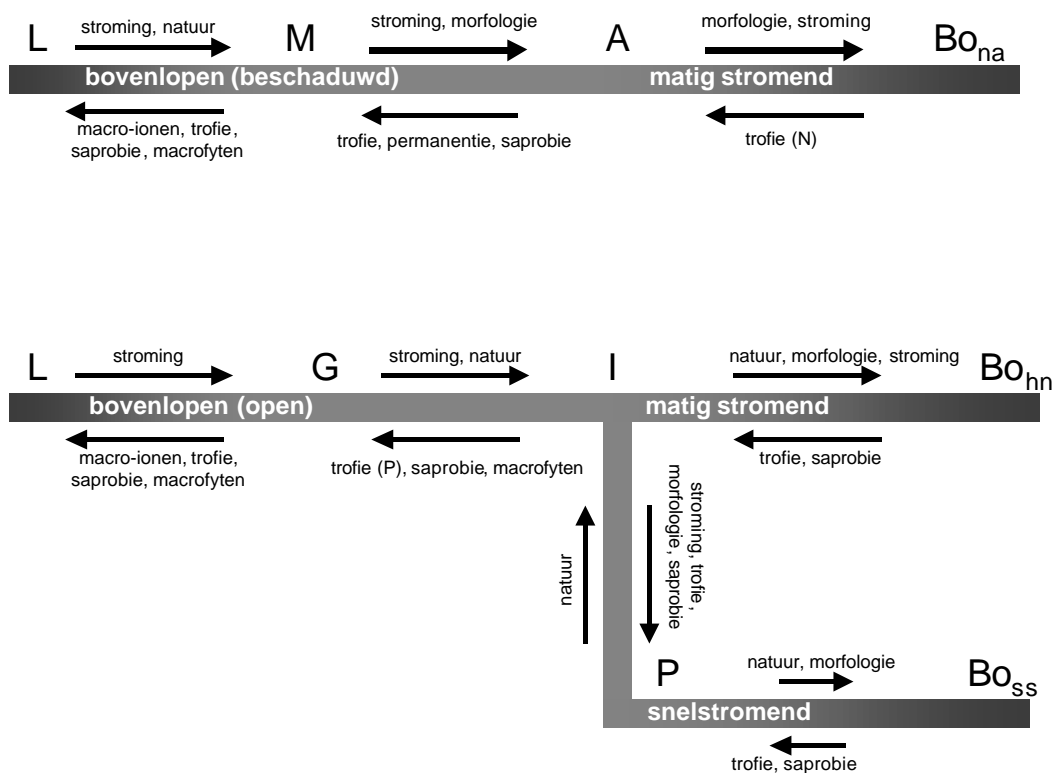 L
stroming, natuur
M
stroming, morfologie
A
morfologie, stroming
Bo na
bovenlopen (beschaduwd)
matig stromend
macro-ionen, trofie,
saprobie, macrofyten
trofie, permanentie, saprobie
trofie (N)
L
stroming
G
stroming, natuur
I
natuur, morfologie, stroming
Bo hn
bovenlopen (open)
matig stromend
macro-ionen, trofie,
saprobie, macrofyten
trofie (P), saprobie, macrofyten
trofie, saprobie
natuur
stroming, trofie,
morfologie, saprobie
P
natuur, morfologie
Bo ss
snelstromend
trofie, saprobie